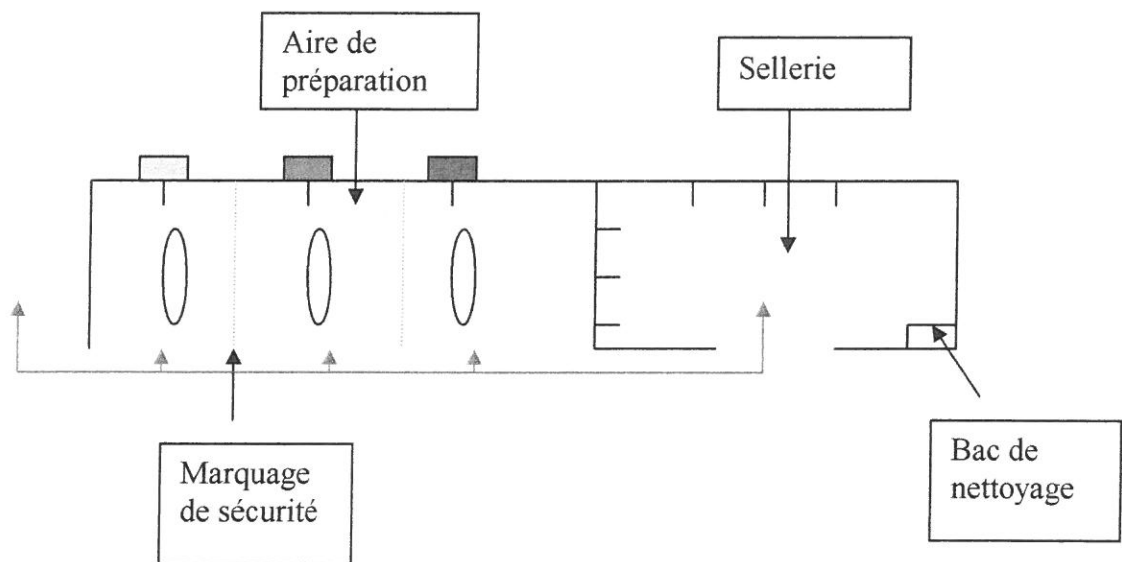 Aire de
préparation
Sellerie
Marquage
de sécurité
Bac de
nettoyage